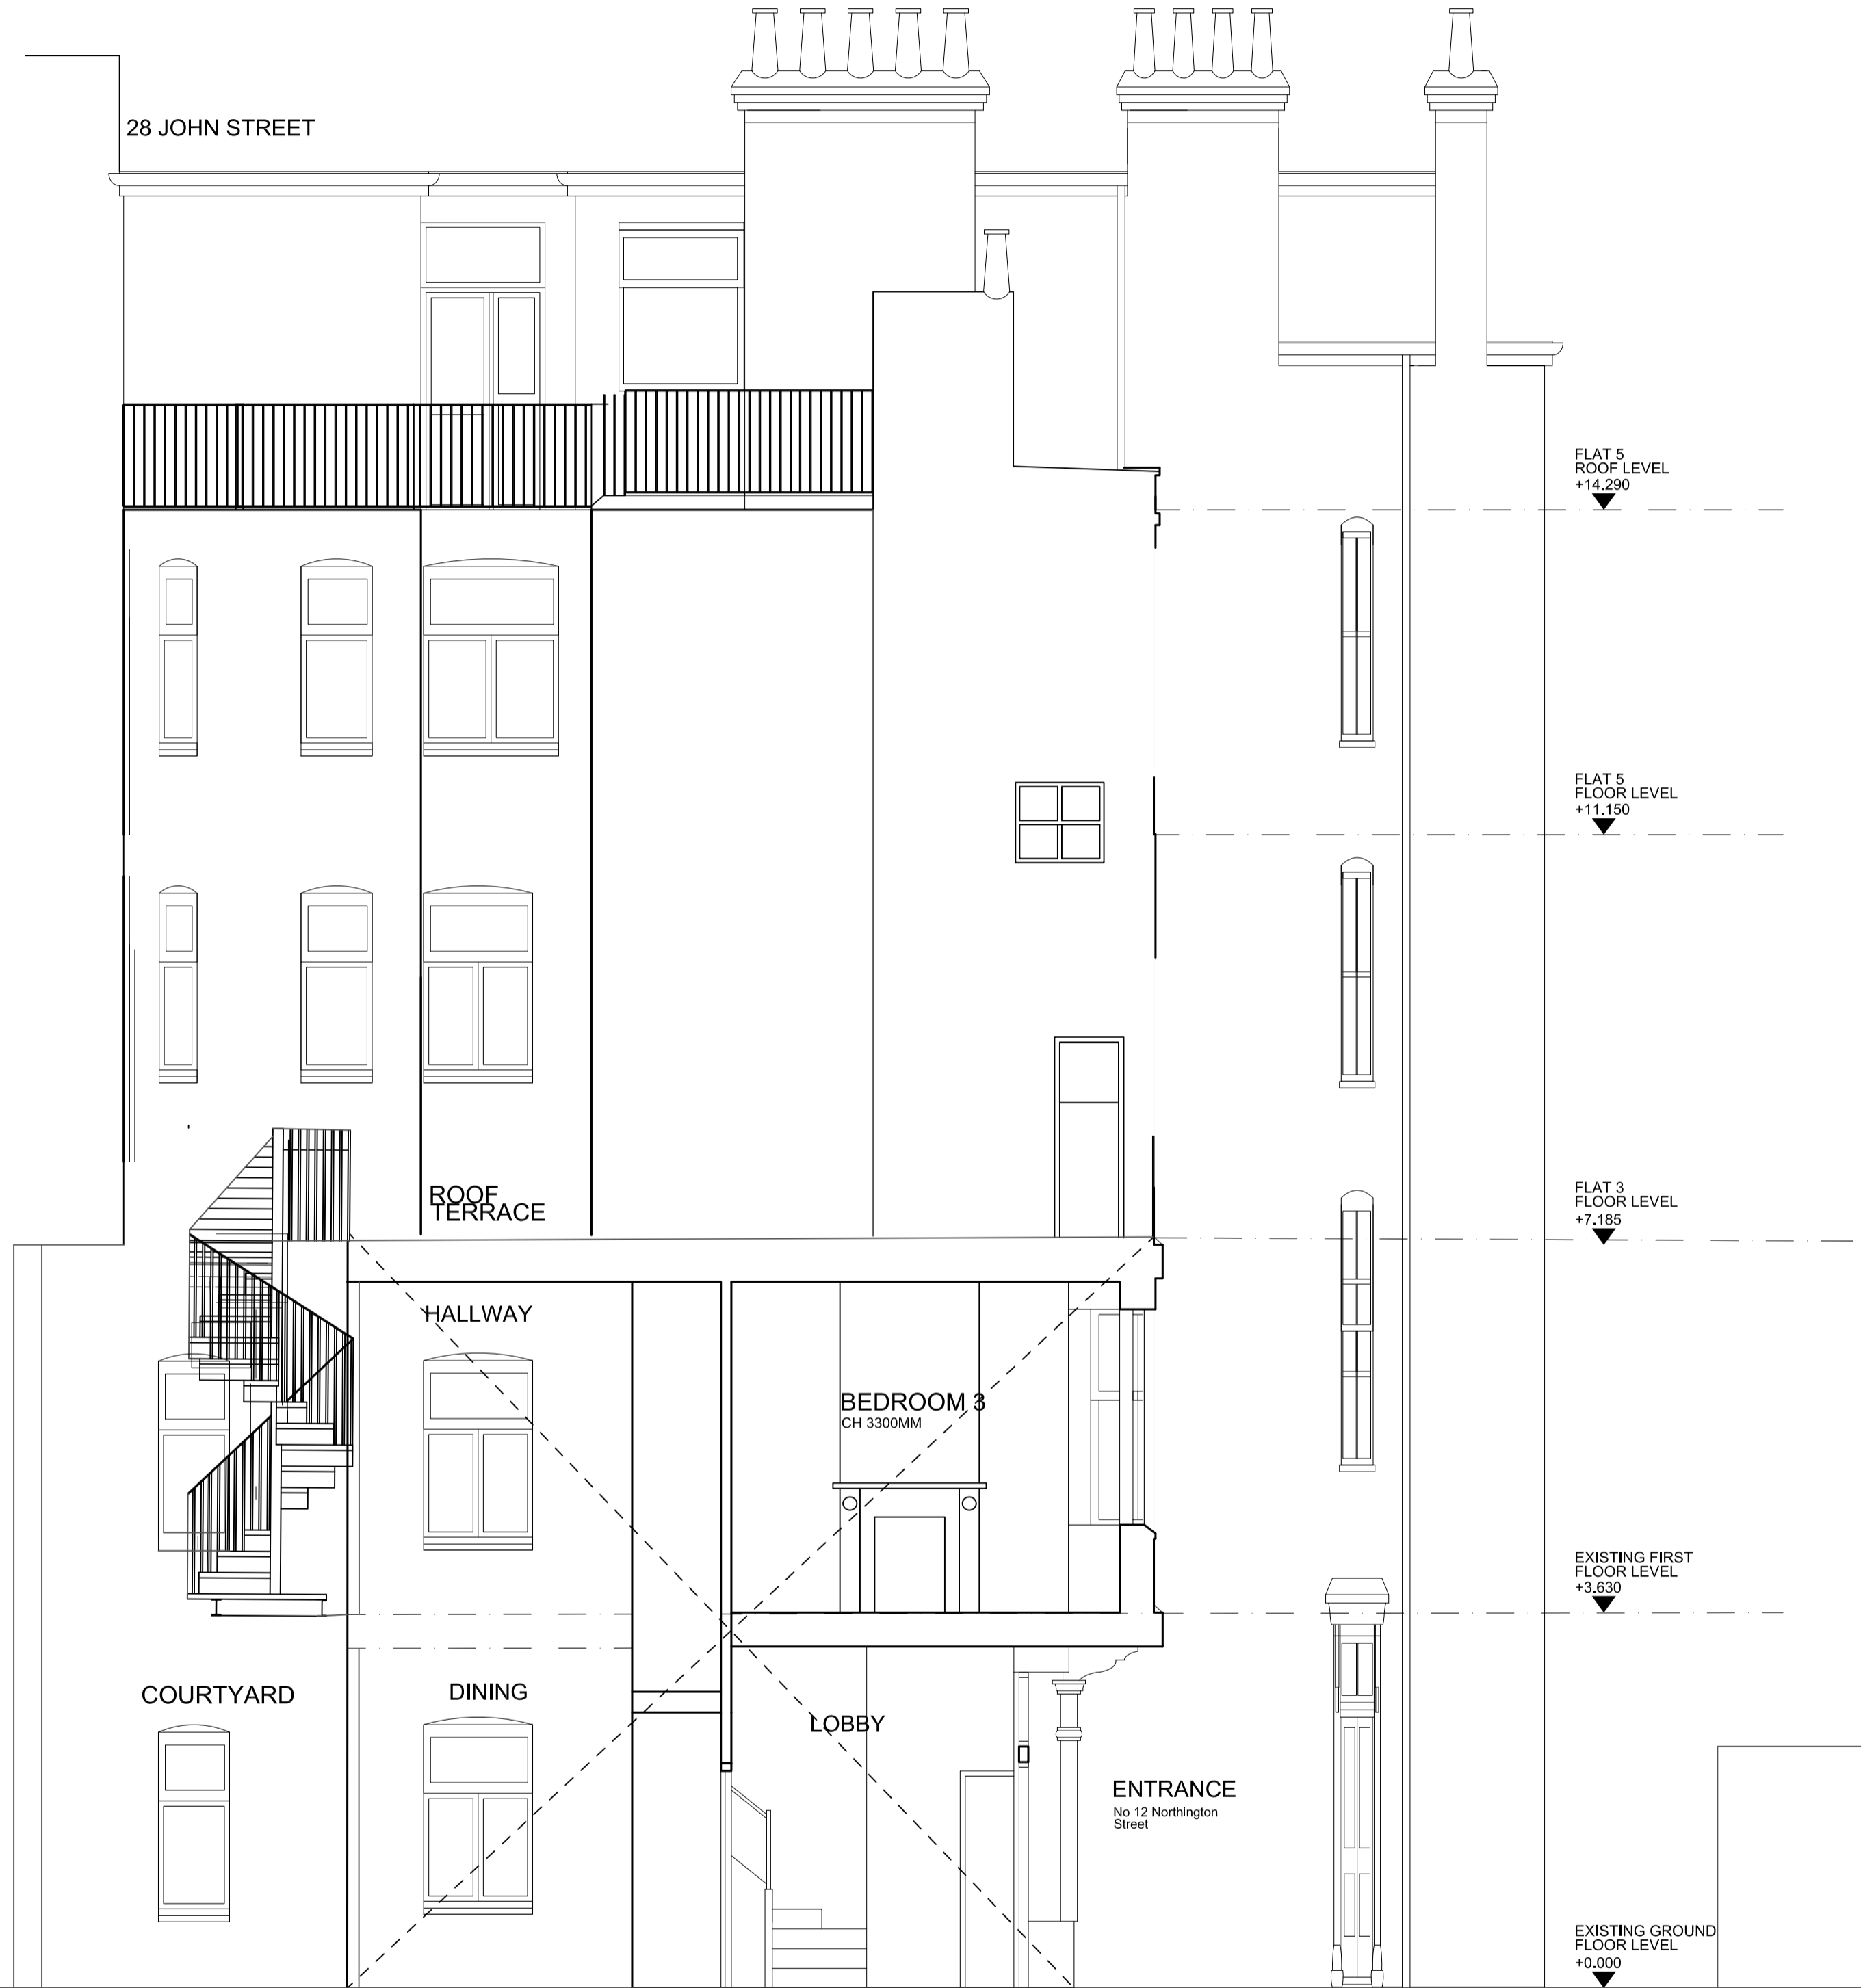 28 JOHN STREET
FLAT 5
ROOF LEVEL
+14.290
FLAT 5
FLOOR LEVEL
+11.150
ROOF
TERRACE
FLAT 3
FLOOR LEVEL
+7.185
HALLWAY
BEDROOM 3
CH 3300MM
EXISTING FIRST
FLOOR LEVEL
+3.630
COURTYARD
DINING
LOBBY
ENTRANCE
No 12 Northington
Street
EXISTING GROUND
FLOOR LEVEL
+0.000